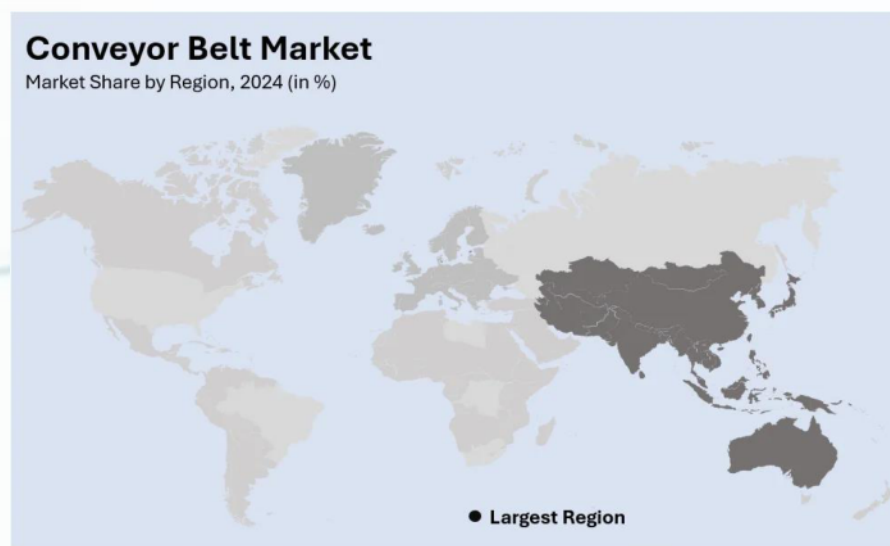 Conveyor Belt Market
Market Share by Region, 2024 (in %)
Largest Region